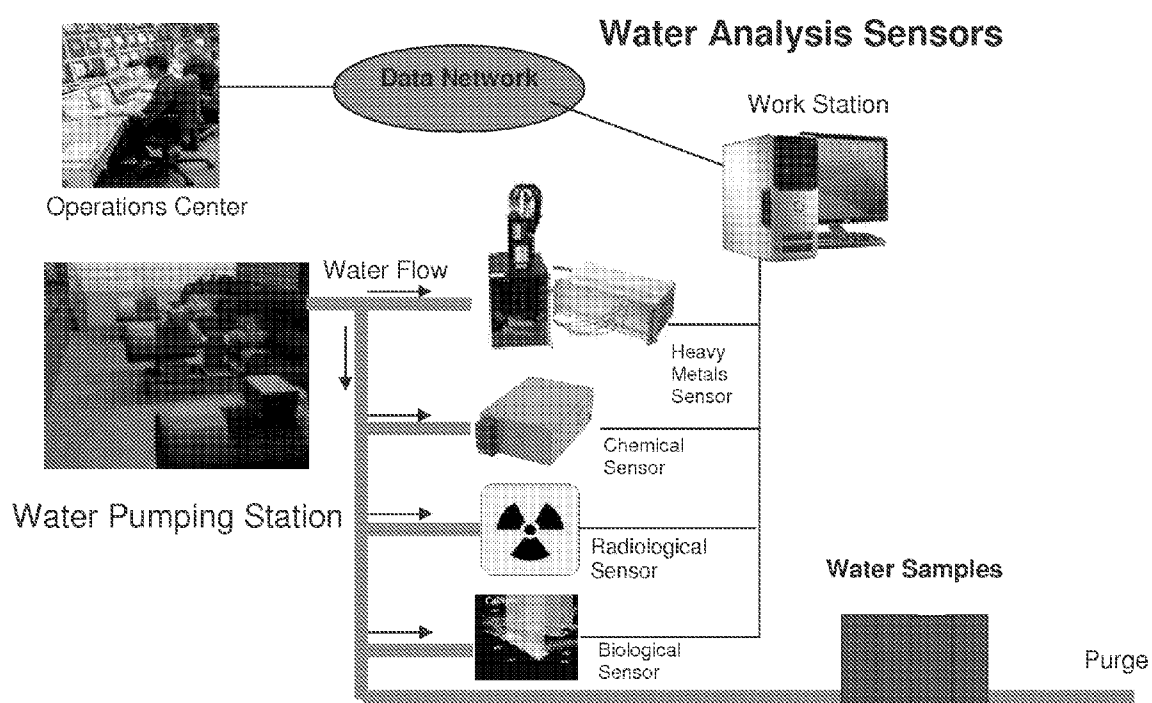 Water Analysis Sensors
Data Network
Work Station
Operations Center
Water Flow
Heavy
Metals
Sensor
Chemical
Sensor
Water Pumping Station
Radiological
Sensor
Water Samples
Biological
Sensor
Purge